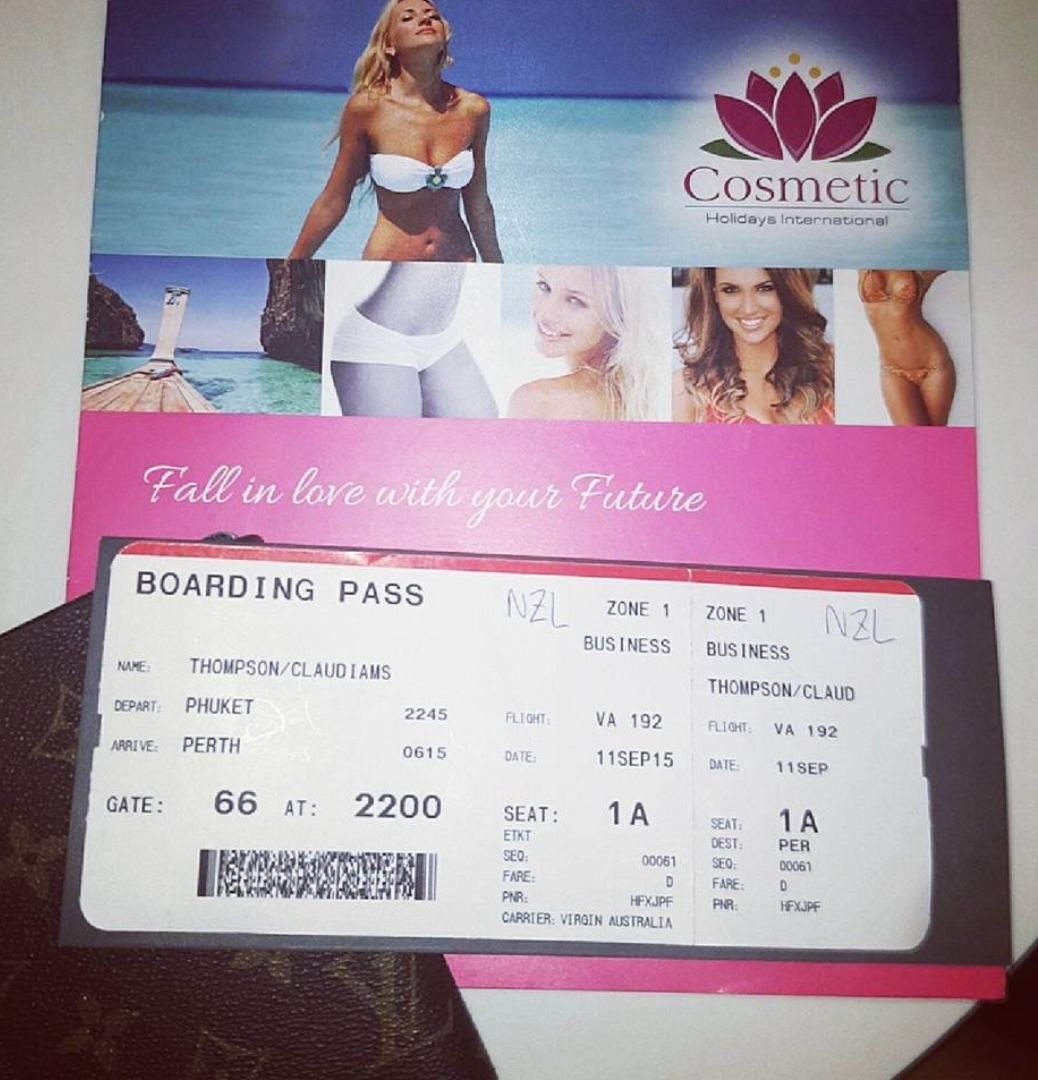 Cosmetic
Holidays International
Fall in love with your Future
BOARDING PASS
NZL
ZONE 1
BUSINESS
NAME: THOMPSON/CLAUDIAMS
DEPART: PHUKET 2245
ARRIVE: PERTH 0615
FLIGHT: VA 192
DATE: 11SEP15
GATE: 66 AT: 2200
SEAT: 1A
ETKT
SEQ: 00061
FARE: D
PNR: HFXJPF
CARRIER: VIRGIN AUSTRALIA
ZONE 1 NZL
BUSINESS
THOMPSON/CLAUD
FLIGHT: VA 192
DATE: 11SEP
SEAT: 1A
DEST: PER
SEQ: 00061
FARE: D
PNR: HFXJPF